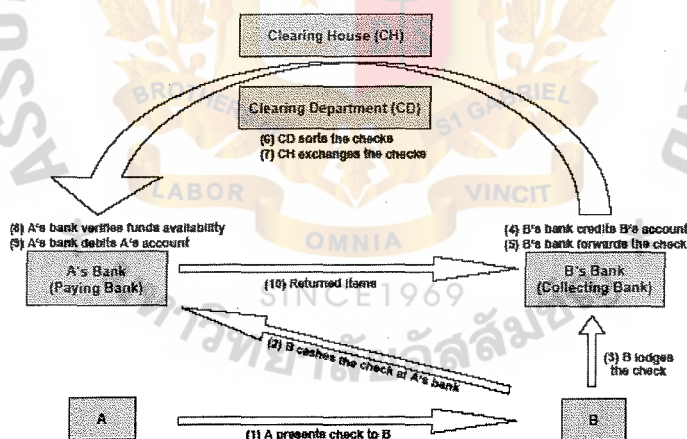 Clearing House (CH)
Clearing Department (CD)
(6) CD sorts the checks
(7) CH exchanges the checks
BROTHERS
ST GABRIEL
LABOR
VINCIT
OMNIA
(8) A's bank verifies funds availability
(9) A's bank debits A's account
(4) B's bank credits B's account
(5) B's bank forwards the check
A's Bank
(Paying Bank)
(10) Returned Items
B's Bank
(Collecting Bank)
SINCE1969
(2) B cashes the check at A's bank
(3) B lodges
the check
A
(1) A presents check to B
B